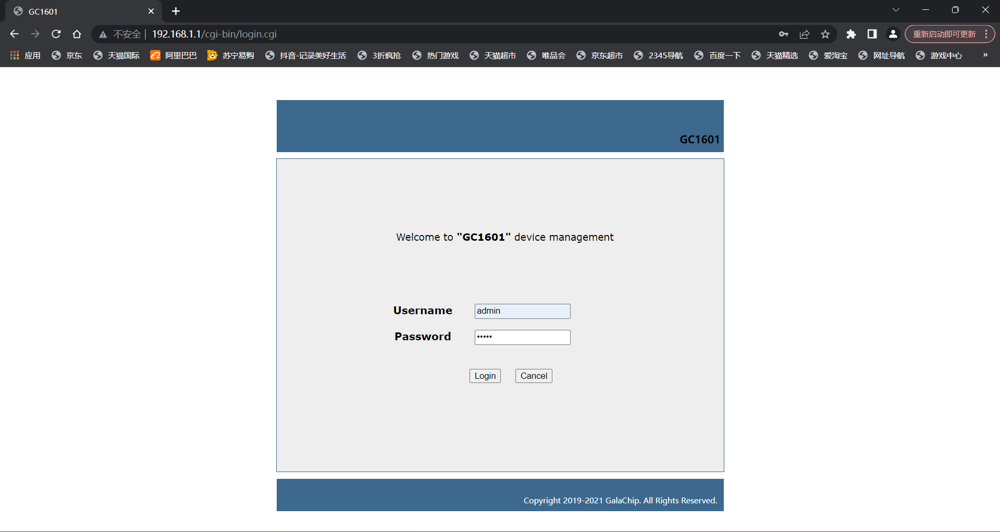 GC1601
不安全 192.168.1.1/cgi-bin/login.cgi 重新启动即可更新
应用 京东 天猫国际 阿里巴巴 苏宁易购 抖音-记录美好生活 3折疯抢 热门游戏 天猫超市 唯品会 京东超市 2345导航 百度一下 天猫精选 爱淘宝 网址导航 游戏中心 »
GC1601
Welcome to "GC1601" device management
Username admin
Password •••••
Login Cancel
Copyright 2019-2021 GalaChip. All Rights Reserved.